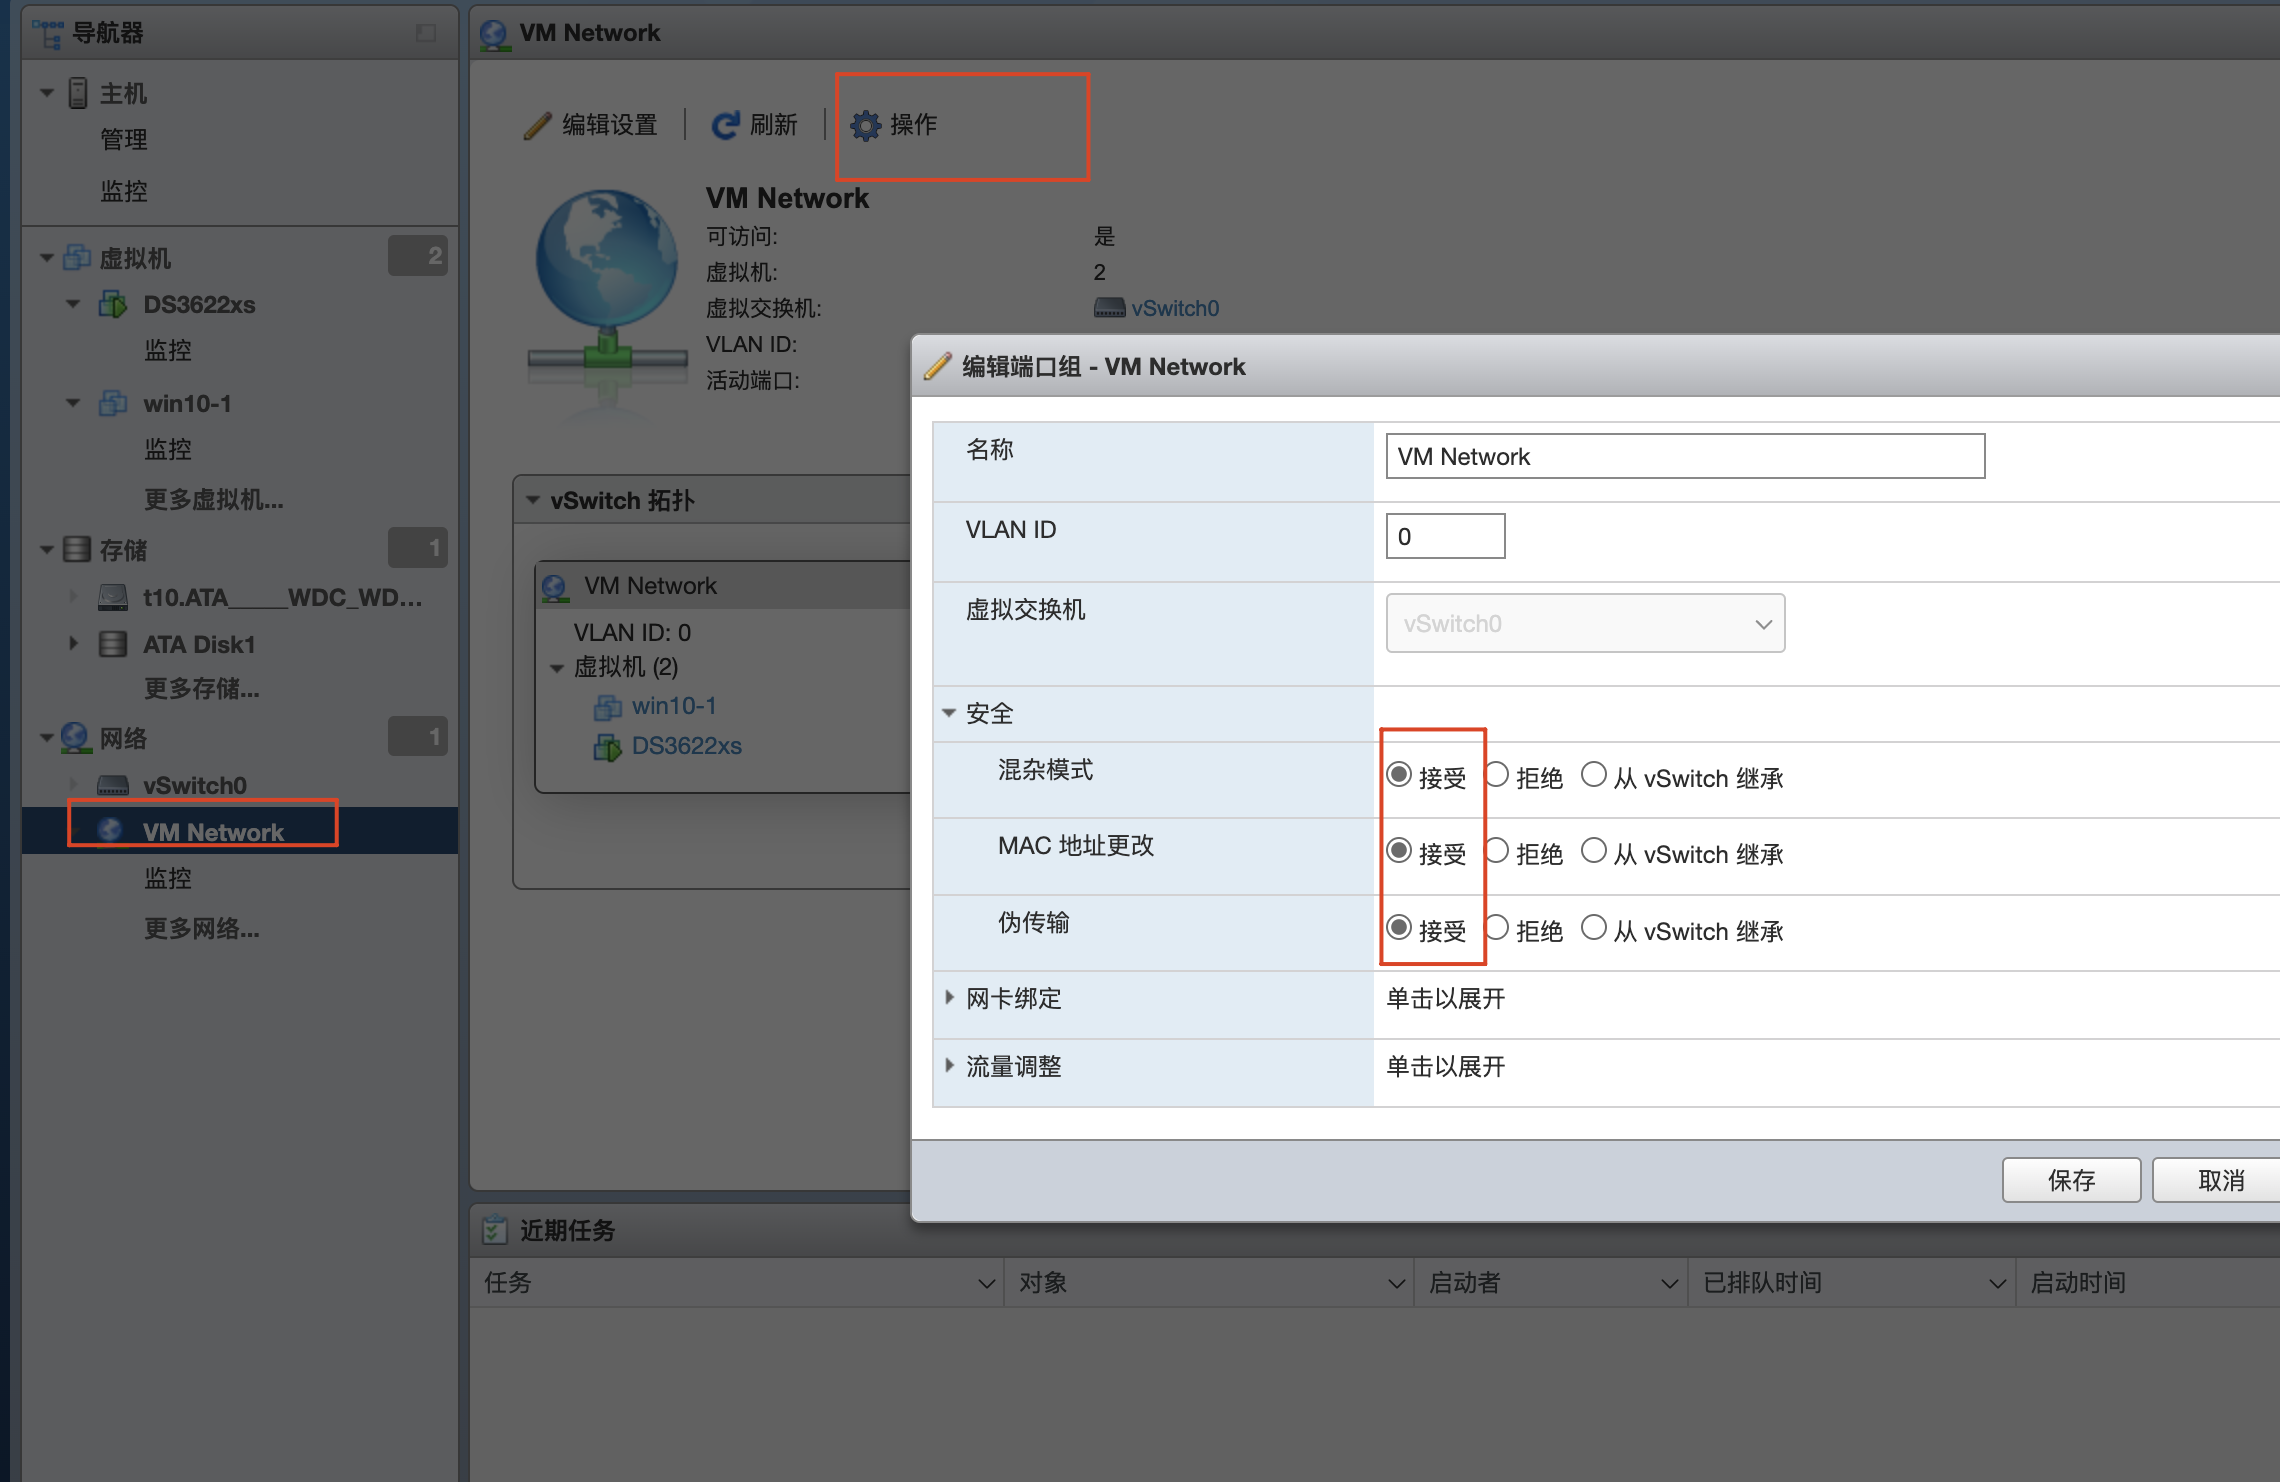 导航器
主机
管理
监控
虚拟机
2
DS3622xs
监控
win10-1
监控
更多虚拟机...
存储
1
t10.ATA_____WDC_WD...
ATA Disk1
更多存储...
网络
1
vSwitch0
VM Network
监控
更多网络...
VM Network
编辑设置
刷新
操作
VM Network
可访问: 是
虚拟机: 2
虚拟交换机: vSwitch0
VLAN ID:
活动端口:
vSwitch 拓扑
VM Network
VLAN ID: 0
虚拟机 (2)
win10-1
DS3622xs
编辑端口组 - VM Network
名称 VM Network
VLAN ID 0
虚拟交换机 vSwitch0
安全
混杂模式 接受 拒绝 从 vSwitch 继承
MAC 地址更改 接受 拒绝 从 vSwitch 继承
伪传输 接受 拒绝 从 vSwitch 继承
网卡绑定 单击以展开
流量调整 单击以展开
保存 取消
近期任务
任务 对象 启动者 已排队时间 启动时间